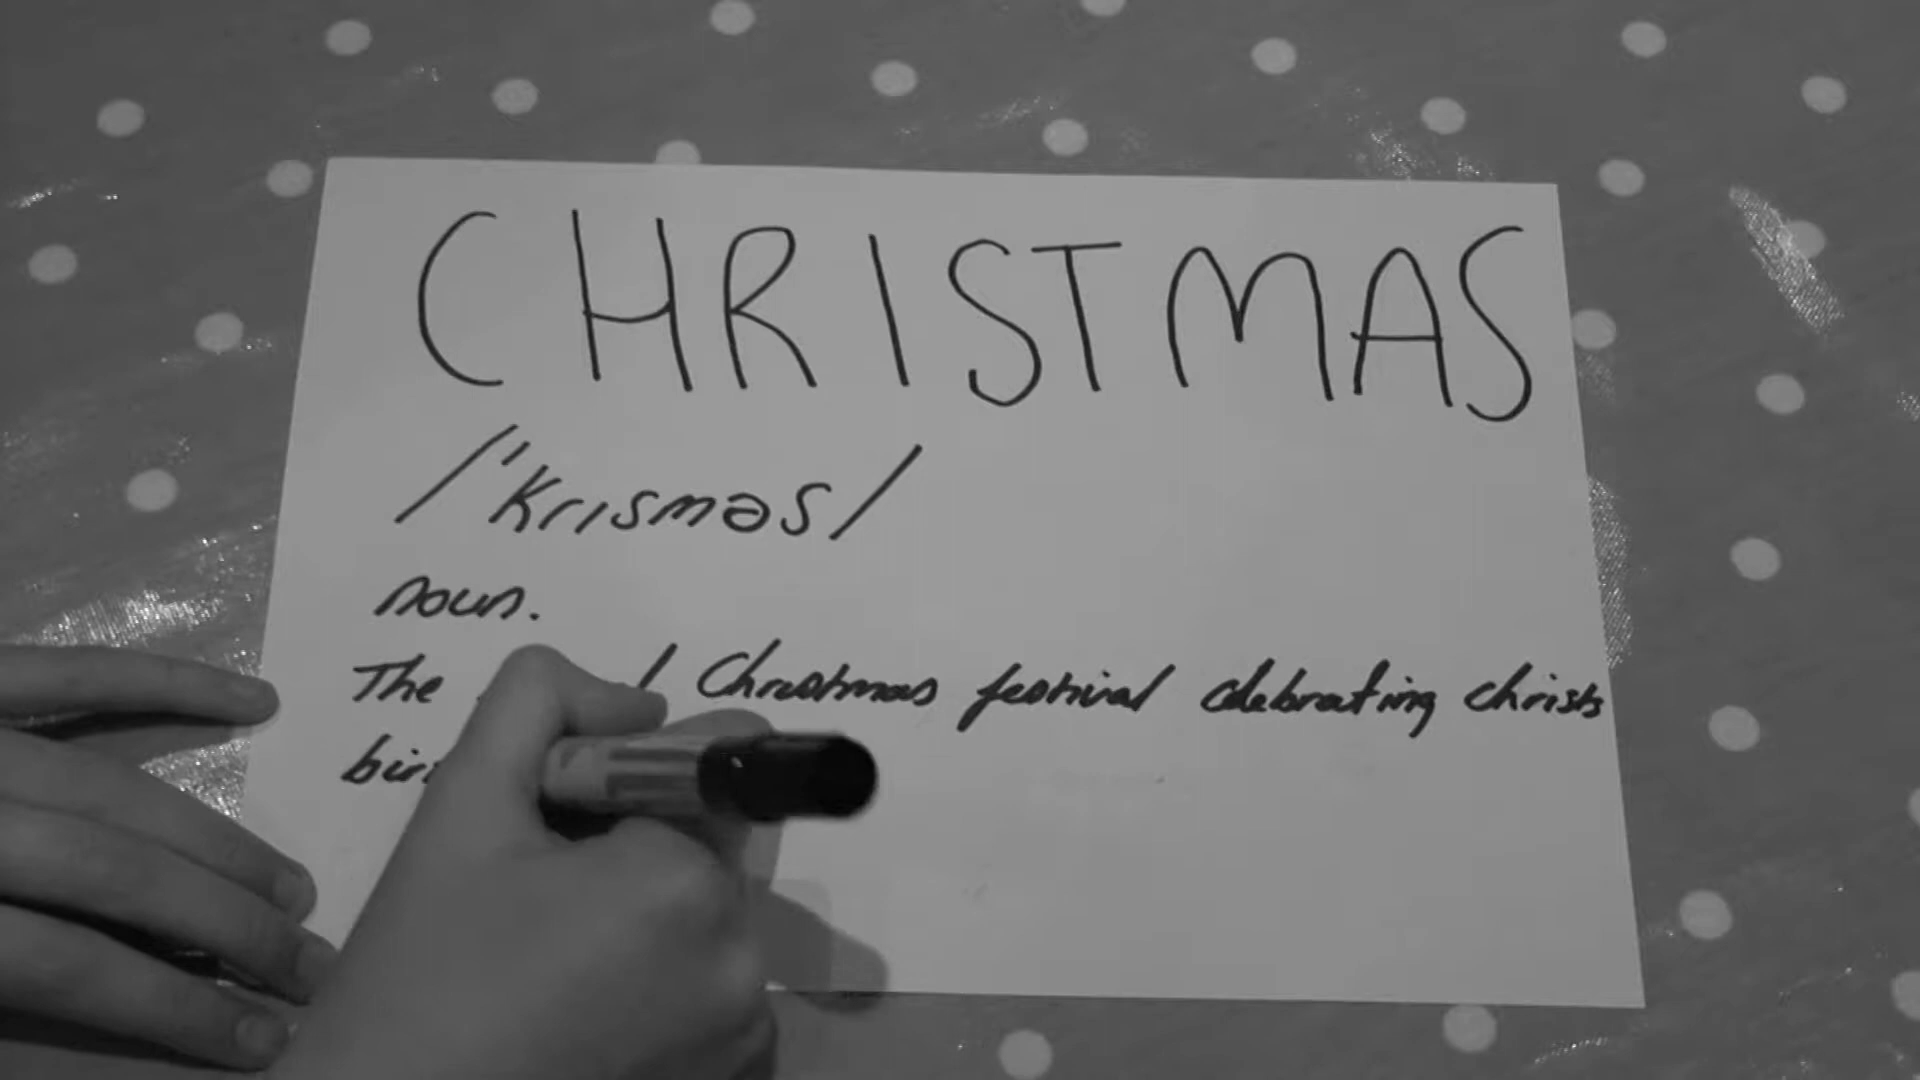 CHRISTMAS
/'krisməs/
noun.
The Christmas festival celebrating christs